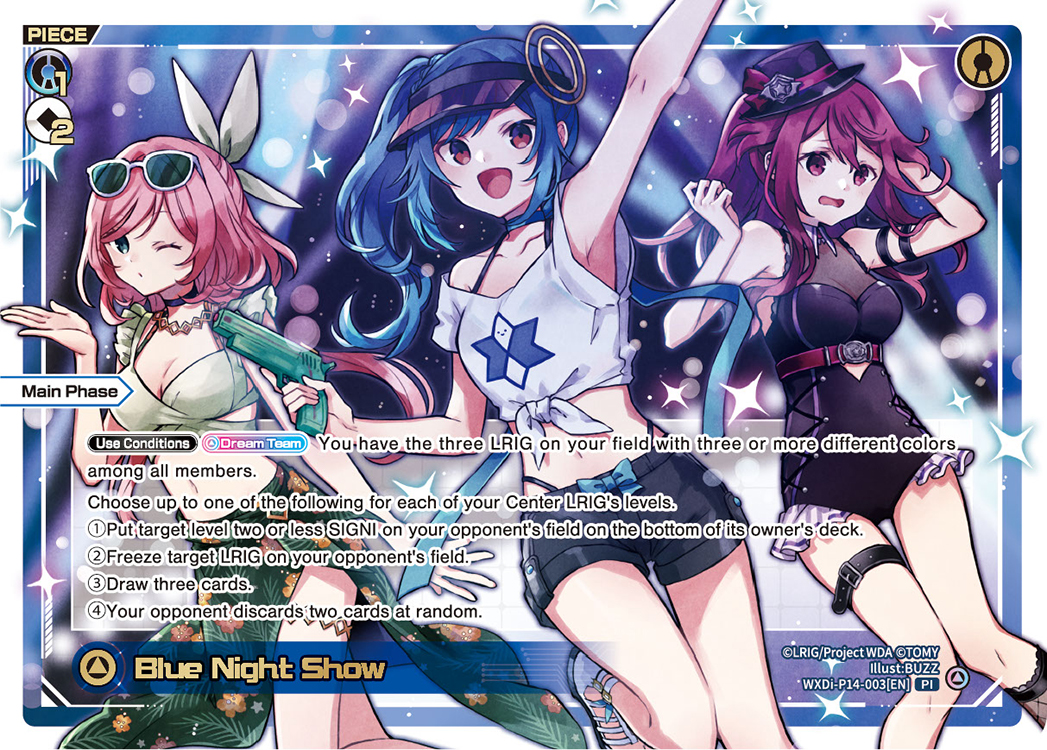 PIECE
1
2
Main Phase
Use Conditions Dream Team You have the three LRIG on your field with three or more different colors
among all members.
Choose up to one of the following for each of your Center LRIG's levels.
①Put target level two or less SIGNI on your opponent's field on the bottom of its owner's deck.
②Freeze target LRIG on your opponent's field.
③Draw three cards.
④Your opponent discards two cards at random.
Blue Night Show
©LRIG/Project WDA ©TOMY
Illust:BUZZ
WXDi-P14-003[EN] PI